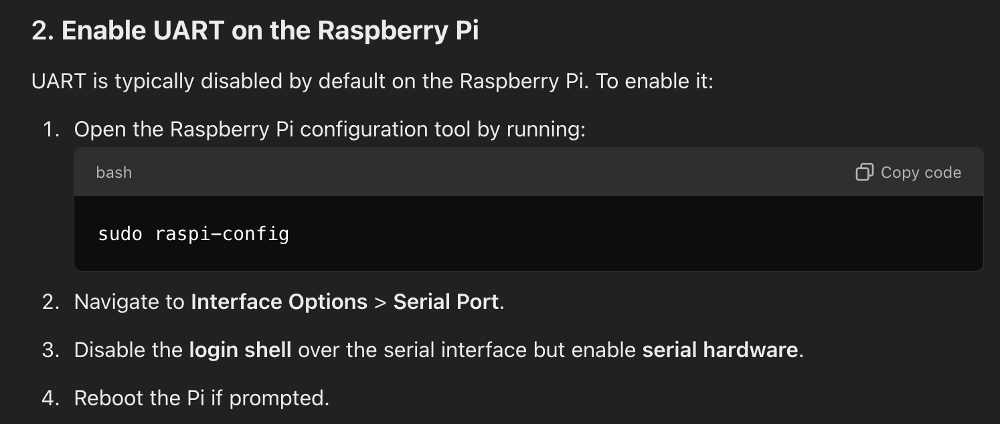 2. Enable UART on the Raspberry Pi
UART is typically disabled by default on the Raspberry Pi. To enable it:
1. Open the Raspberry Pi configuration tool by running:
bash
Copy code
sudo raspi-config
2. Navigate to Interface Options > Serial Port.
3. Disable the login shell over the serial interface but enable serial hardware.
4. Reboot the Pi if prompted.